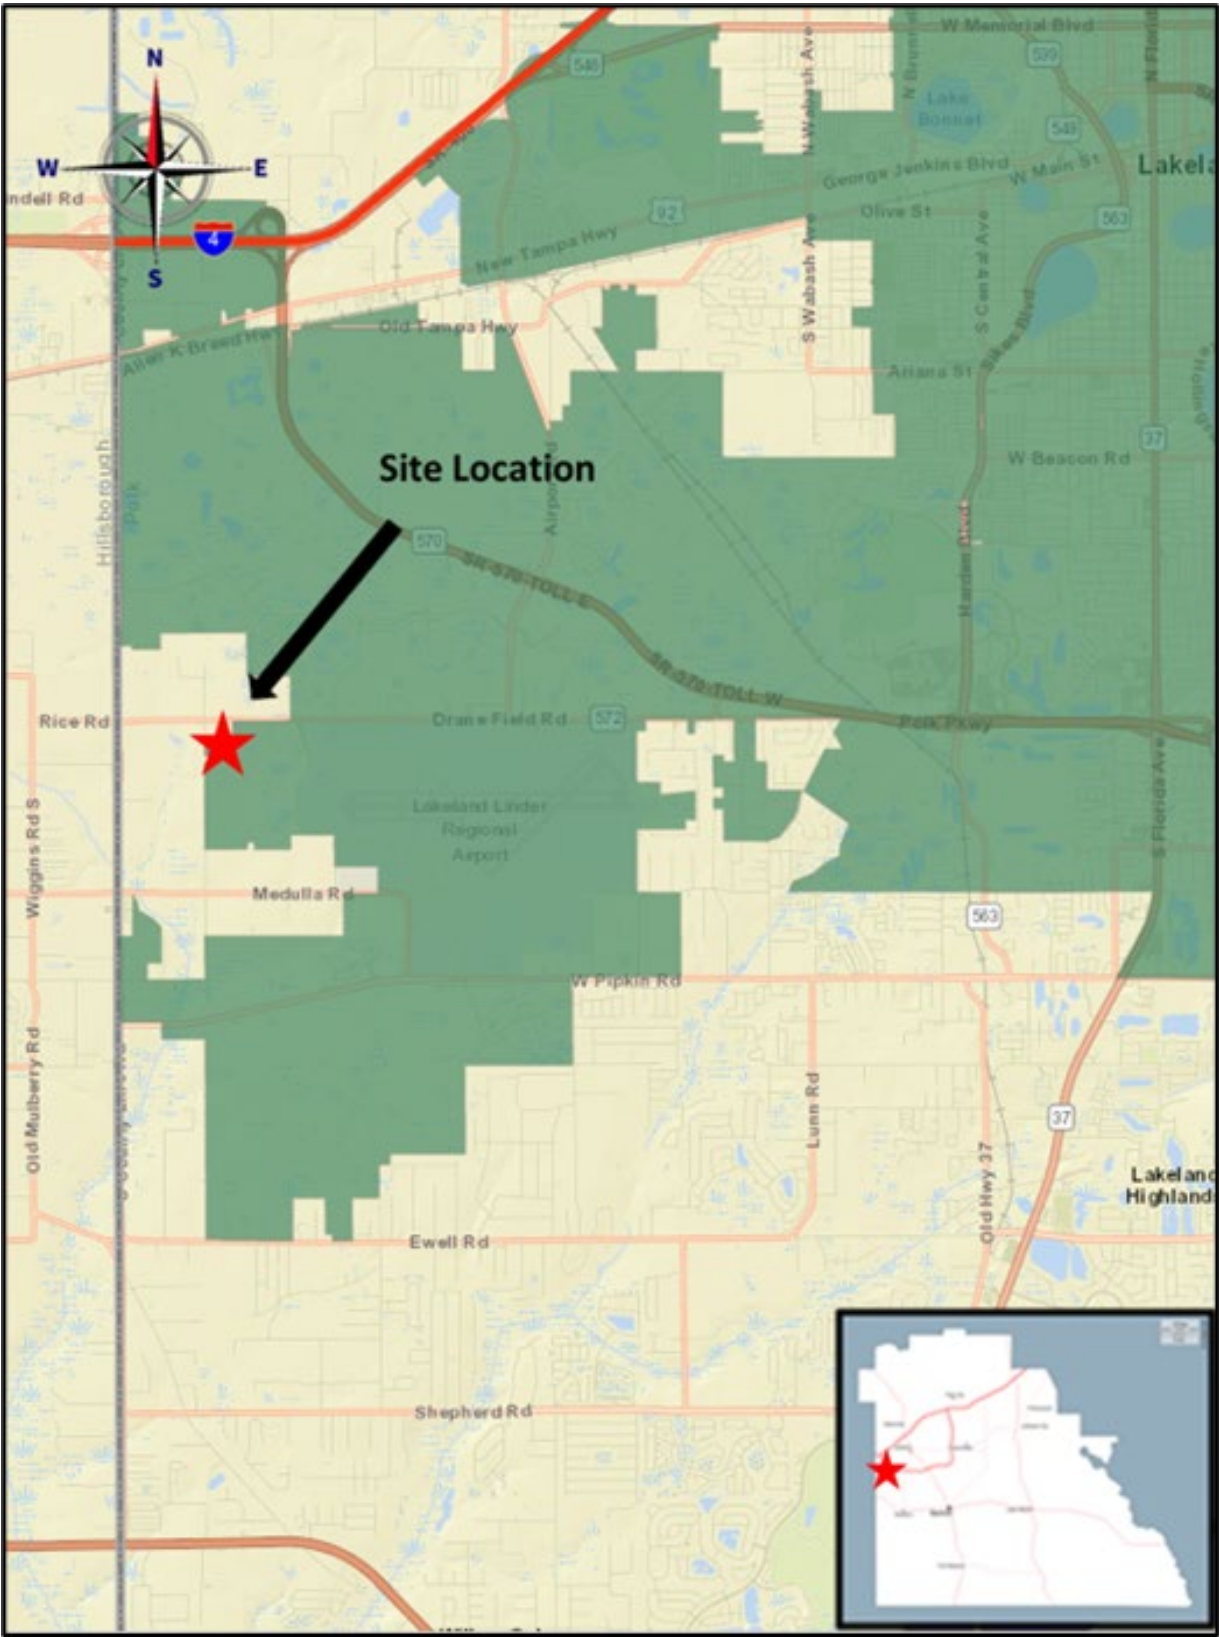 W Memorial Blvd
N Wabash Ave
N Florid
539
546
N
Lake
Bonnet
548
W
E
George Jenkins Blvd
W Main St
Lakela
ndell Rd
92
Olive St
563
4
New Tampa Hwy
S
S Wabash Ave
S Central Ave
Sikes Blvd
Old Tampa Hwy
Ariana St
37
W Beacon Rd
Hillsborough
Polk
Site Location
570
SR-570-TOLL E
Harden Blvd
SR-570-TOLL W
Rice Rd
Drane Field Rd
572
Polk Pkwy
Lakeland Linder
Regional
Airport
S Florida Ave
Wiggins Rd S
Medulla Rd
563
W Pipkin Rd
Old Mulberry Rd
Lunn Rd
37
Old Hwy 37
Lakeland
Highlands
Ewell Rd
Shepherd Rd